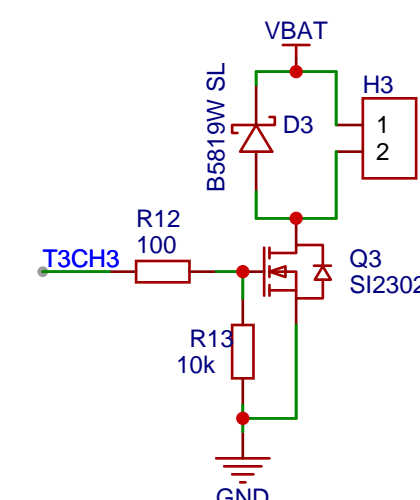 VBAT
H3
B5819W SL
D3
1
2
R12
100
T3CH3
Q3
SI2302
R13
10k
GND